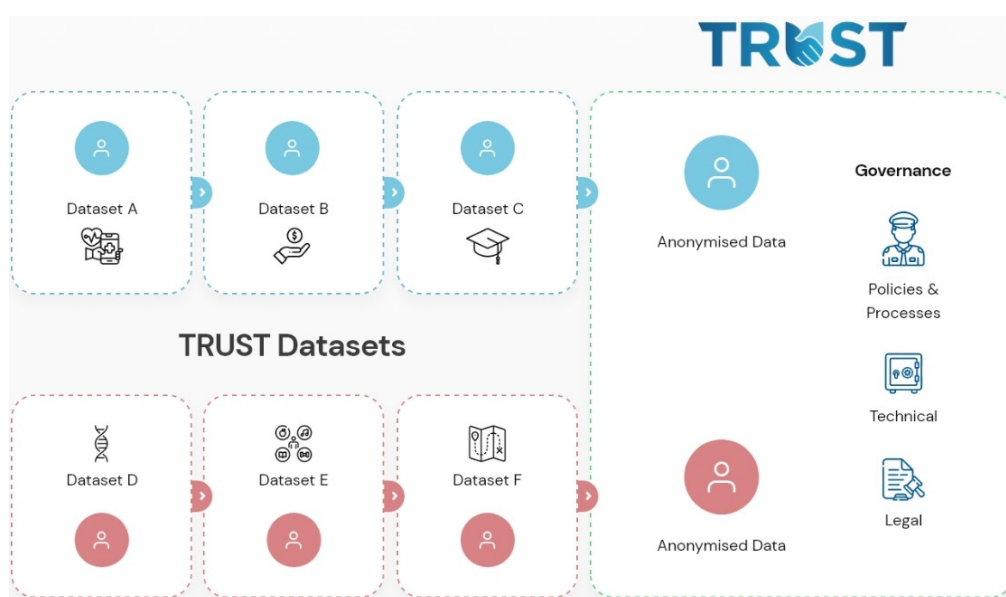 TRUST
Dataset A
Dataset B
Dataset C
Anonymised Data
Governance
Policies &
Processes
TRUST Datasets
Technical
Dataset D
Dataset E
Dataset F
Legal
Anonymised Data